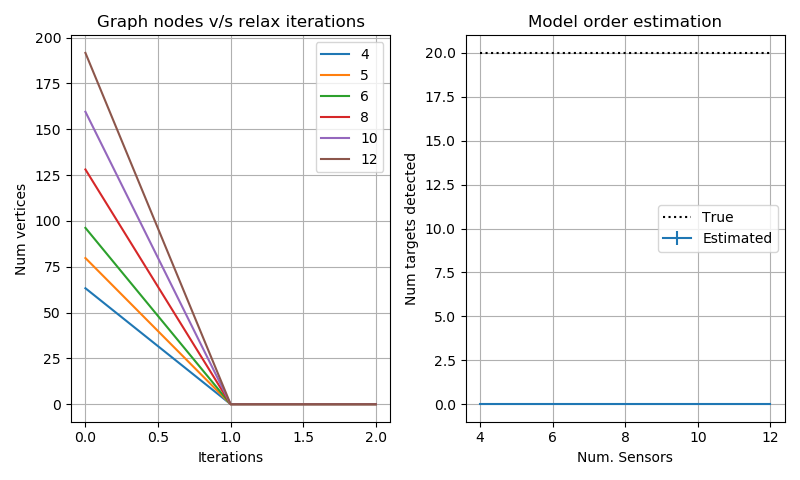 Graph nodes v/s relax iterations
200
175
150
125
100
75
50
25
0
0.0 0.5 1.0 1.5 2.0
Num vertices
Iterations
4
5
6
8
10
12
Model order estimation
20.0
17.5
15.0
12.5
10.0
7.5
5.0
2.5
0.0
4 6 8 10 12
Num targets detected
Num. Sensors
True
Estimated